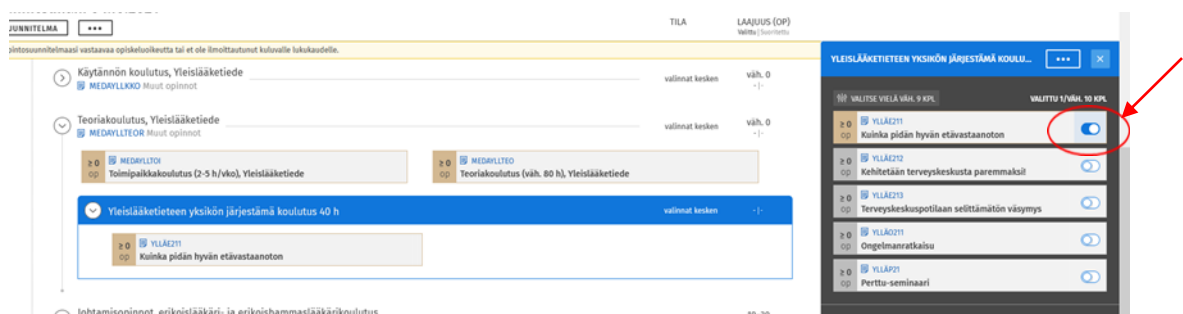 UUNNITELMA •••
TILA
LAAJUUS (OP)
Valittu | Suoritettu
pintosuunnitelmaasi vastaavaa opiskeluoikeutta tai et ole ilmoittautunut kuluvalle lukukaudelle.
Käytännön koulutus, Yleislääketiede
MEDAYLLKKO Muut opinnot
valinnat kesken
väh. 0
- | -
Teoriakoulutus, Yleislääketiede
MEDAYLLTEOR Muut opinnot
valinnat kesken
väh. 0
- | -
≥ 0 op
MEDAYLLTOI
Toimipaikkakoulutus (2-5 h/vko), Yleislääketiede
≥ 0 op
MEDAYLLTEO
Teoriakoulutus (väh. 80 h), Yleislääketiede
Yleislääketieteen yksikön järjestämä koulutus 40 h
valinnat kesken
- | -
≥ 0 op
YLLÄE211
Kuinka pidän hyvän etävastaanoton
YLEISLÄÄKETIETEEN YKSIKÖN JÄRJESTÄMÄ KOULU... •••
VALITSE VIELÄ VÄH. 9 KPL
VALITTU 1/VÄH. 10 KPL
≥ 0 op
YLLÄE211
Kuinka pidän hyvän etävastaanoton
≥ 0 op
YLLÄE212
Kehitetään terveyskeskusta paremmaksi!
≥ 0 op
YLLÄE213
Terveyskeskuspotilaan selittämätön väsymys
≥ 0 op
YLLÄO211
Ongelmanratkaisu
≥ 0 op
YLLÄP21
Perttu-seminaari